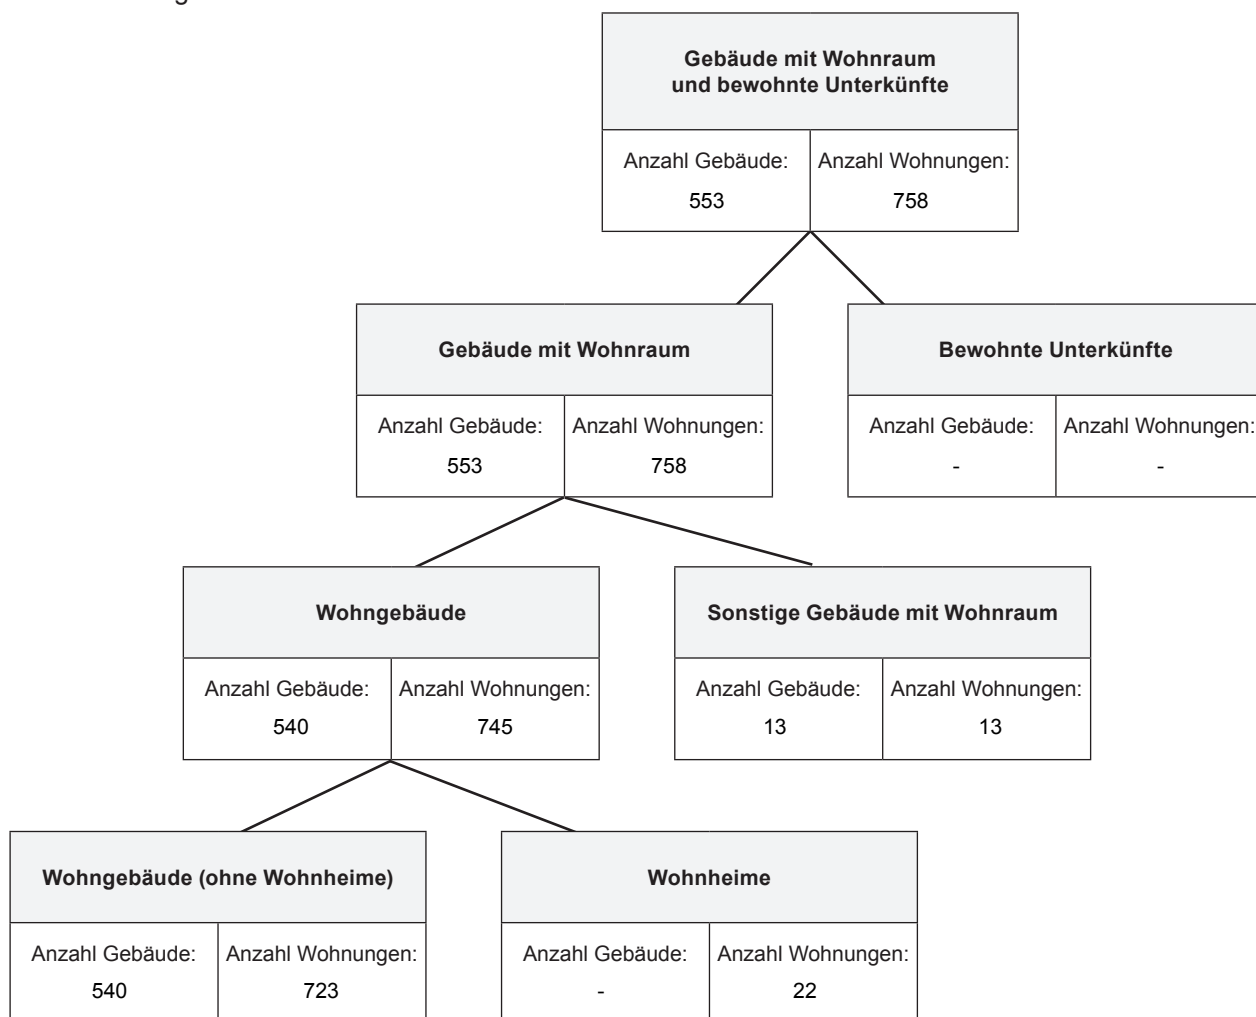 Gebäude mit Wohnraum
und bewohnte Unterkünfte
Anzahl Gebäude: Anzahl Wohnungen:
553 758
Gebäude mit Wohnraum
Bewohnte Unterkünfte
Anzahl Gebäude: Anzahl Wohnungen:
553 758
Anzahl Gebäude: Anzahl Wohnungen:
- -
Wohngebäude
Sonstige Gebäude mit Wohnraum
Anzahl Gebäude: Anzahl Wohnungen:
540 745
Anzahl Gebäude: Anzahl Wohnungen:
13 13
Wohngebäude (ohne Wohnheime)
Wohnheime
Anzahl Gebäude: Anzahl Wohnungen:
540 723
Anzahl Gebäude: Anzahl Wohnungen:
- 22